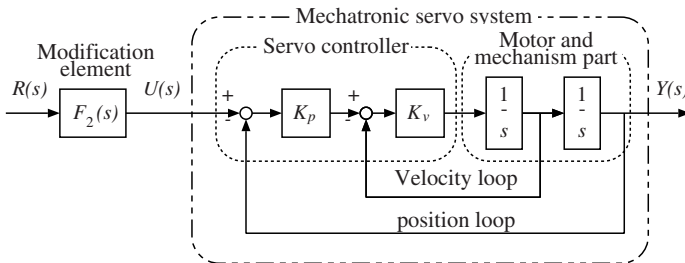 Mechatronic servo system
Servo controller
Motor and
mechanism part
Modification
element
R(s)
F2(s)
U(s)
+
-
Kp
+
-
Kv
1
s
1
s
Y(s)
Velocity loop
position loop